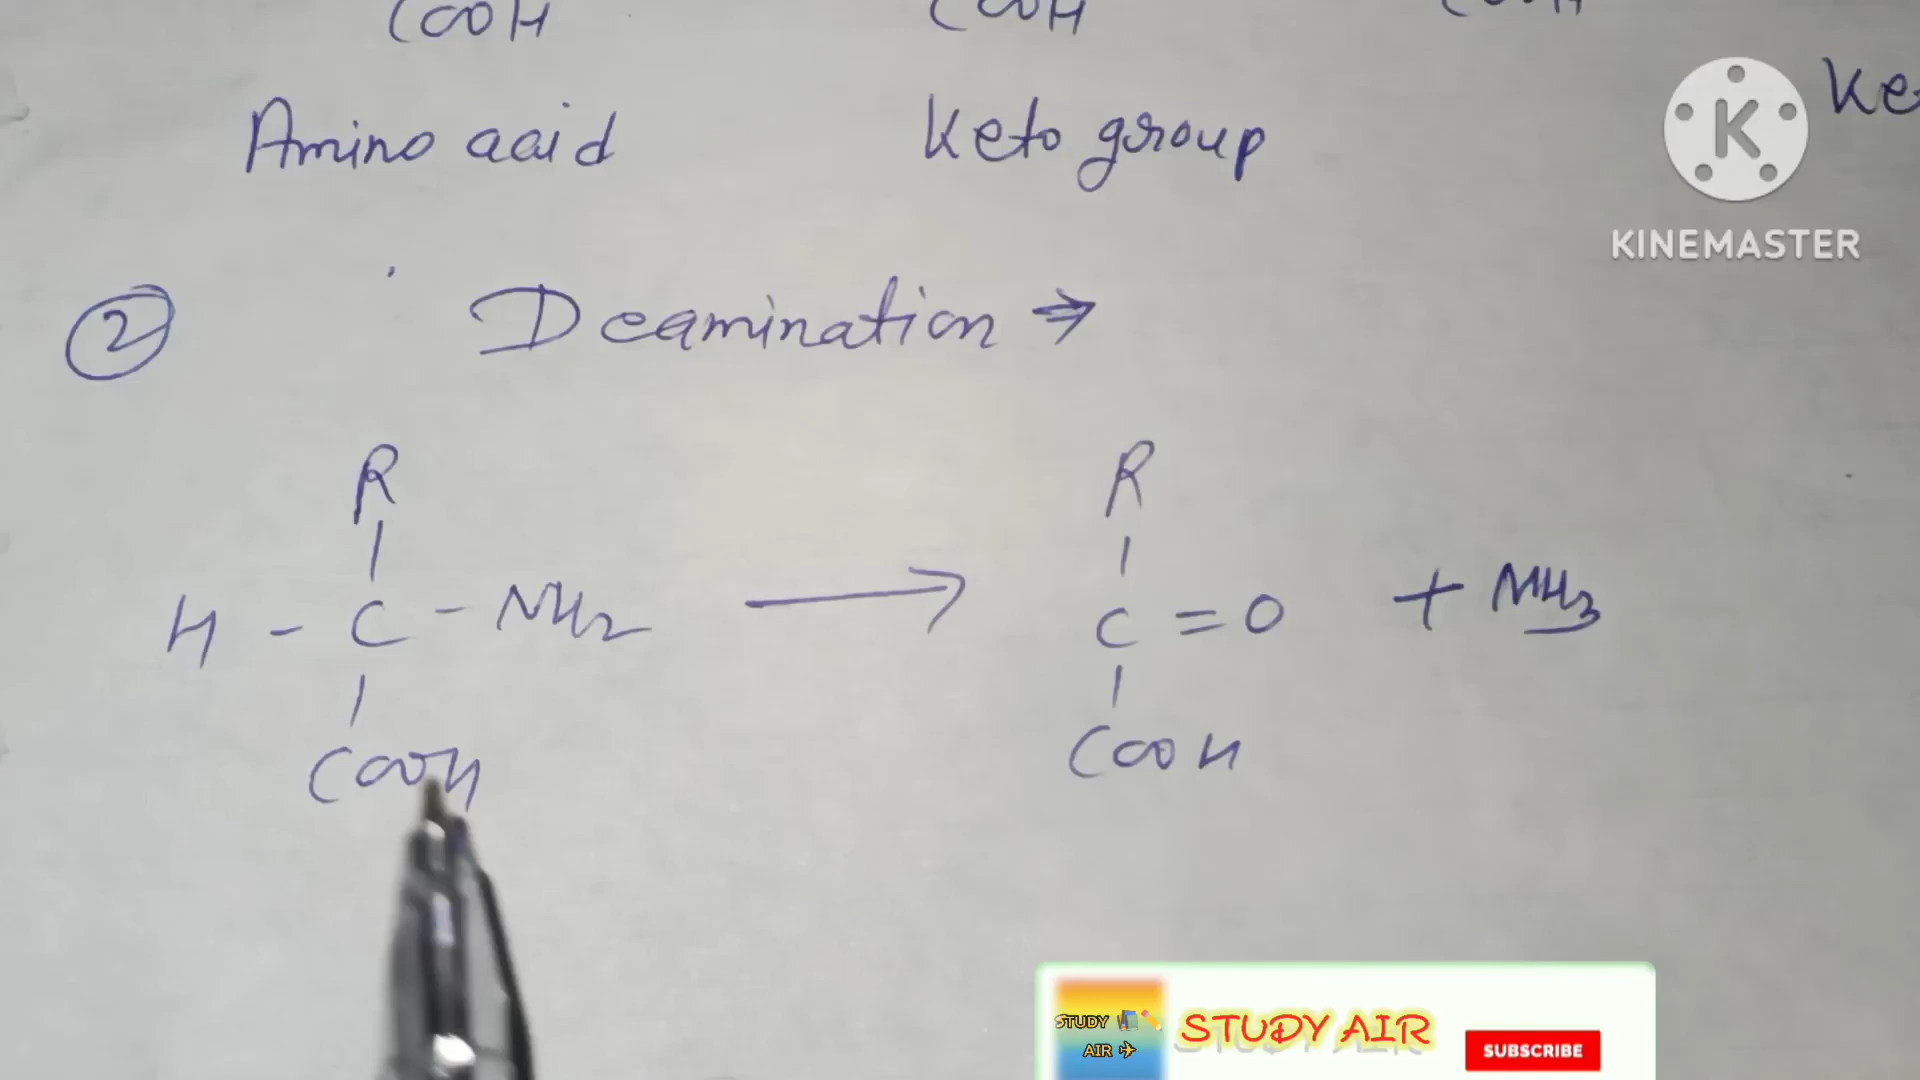 COOH COOH COOH
Amino acid Keto group Ke
K
KINEMASTER
2 Deamination ⇒
R R
H - C - NH2 → C = O + NH3
COOH COOH
STUDY
AIR
STUDY AIR
SUBSCRIBE